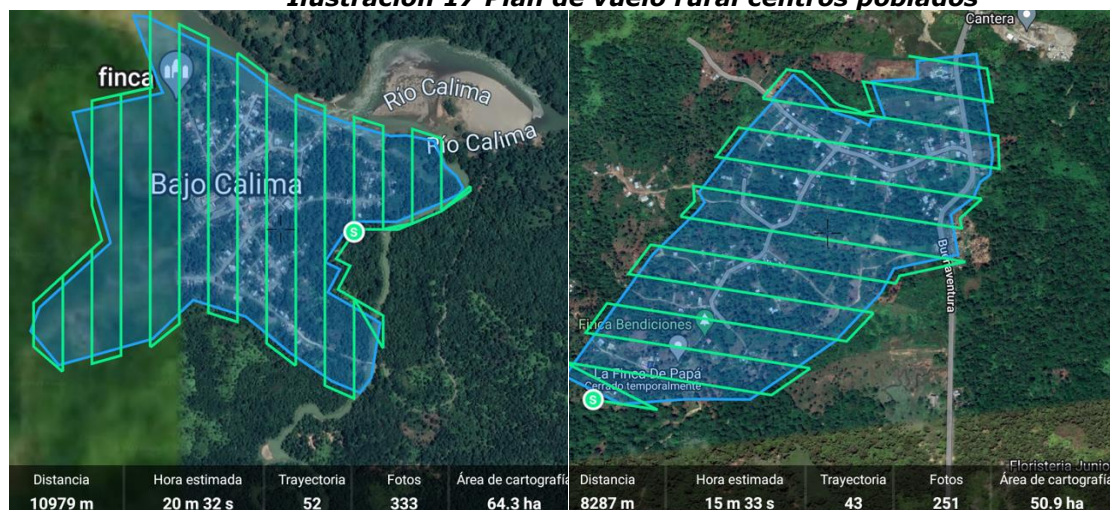 Ilustración 17 Plan de vuelo rural centros poblados
finca
Río Calima
Río Calima
Bajo Calima
S
Distancia Hora estimada Trayectoria Fotos Área de cartografía
10979 m 20 m 32 s 52 333 64.3 ha
Cantera
Buenaventura
Finca Bendiciones
La Finca De Papá
Cerrado temporalmente
S
Floristeria Junio
Distancia Hora estimada Trayectoria Fotos Área de cartografía
8287 m 15 m 33 s 43 251 50.9 ha